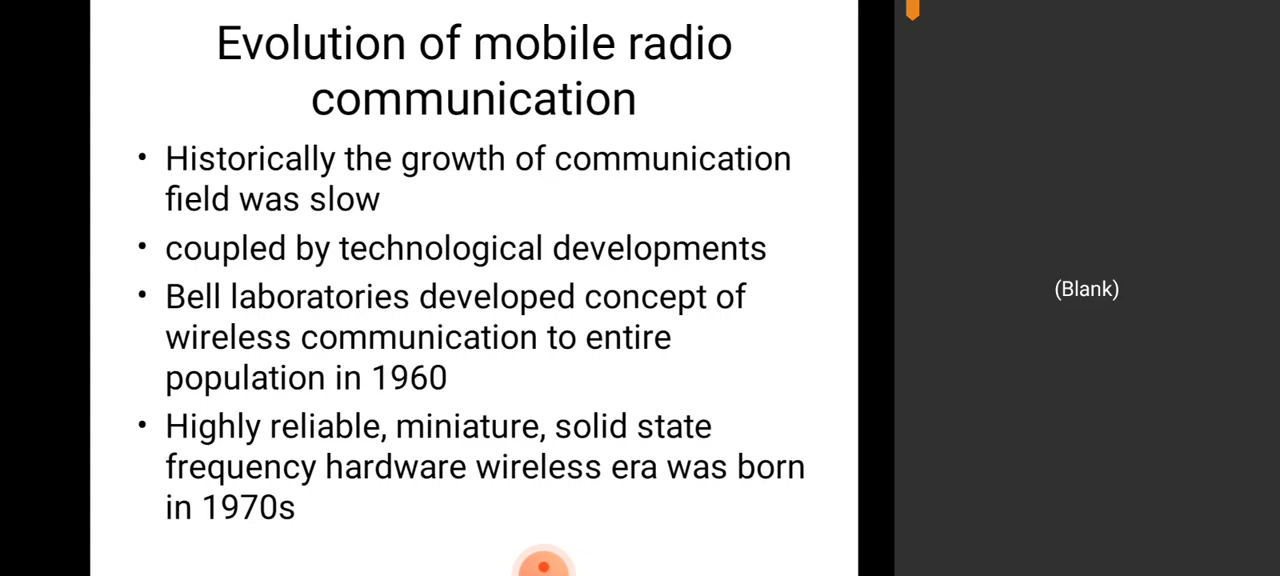 Evolution of mobile radio
communication
• Historically the growth of communication
field was slow
• coupled by technological developments
• Bell laboratories developed concept of
wireless communication to entire
population in 1960
• Highly reliable, miniature, solid state
frequency hardware wireless era was born
in 1970s
(Blank)